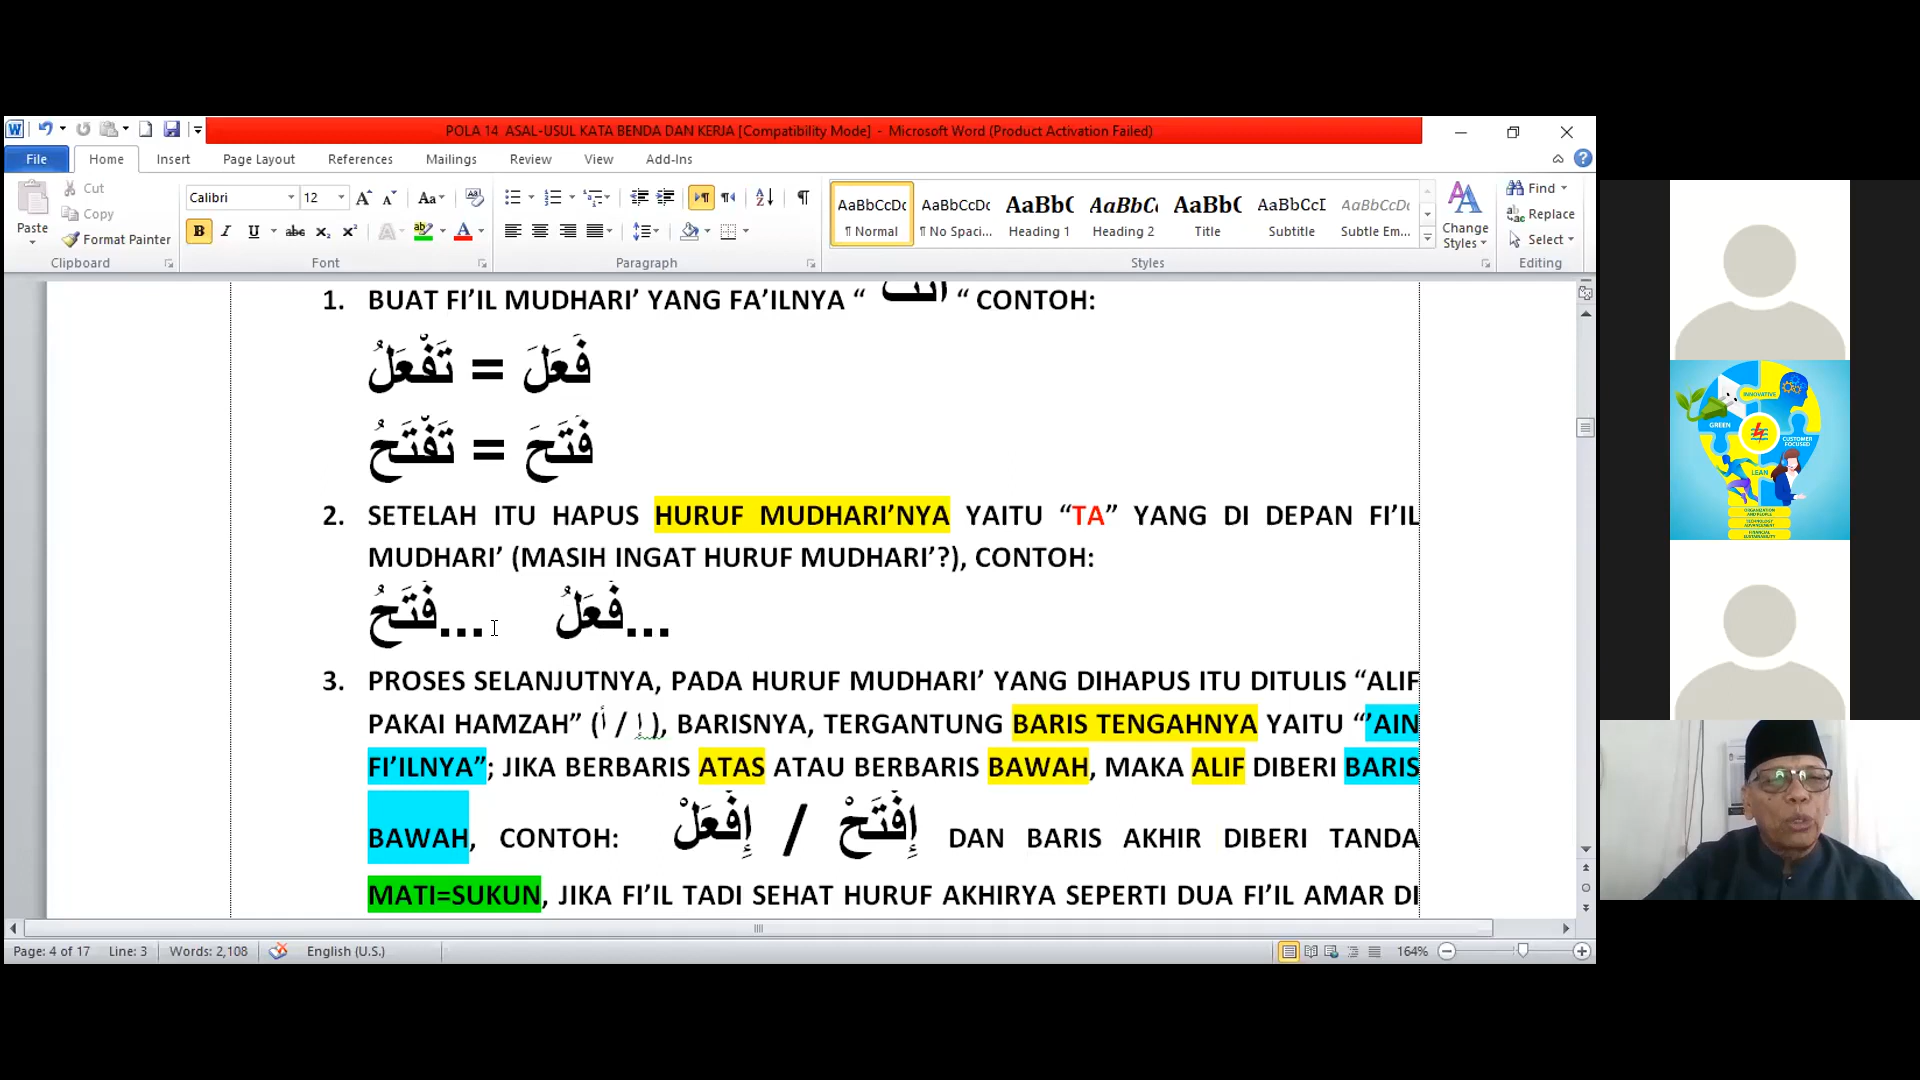 POLA 14 ASAL-USUL KATA BENDA DAN KERJA [Compatibility Mode] - Microsoft Word (Product Activation Failed)
File Home Insert Page Layout References Mailings Review View Add-Ins
Cut
Copy
Format Painter
Paste
Clipboard
Calibri 12
Font
Paragraph
AaBbCcDc AaBbCcDc AaBbC AaBbCc AaBbC AaBbCcI AaBbCcDc
¶ Normal ¶ No Spaci... Heading 1 Heading 2 Title Subtitle Subtle Em...
Change Styles
Styles
Find
Replace
Select
Editing
1. BUAT FI’IL MUDHARI’ YANG FA’ILNYA “ “ CONTOH:
فَعَلَ = تَفْعَلُ
فَتَحَ = تَفْتَحُ
2. SETELAH ITU HAPUS HURUF MUDHARI’NYA YAITU “TA” YANG DI DEPAN FI’IL
MUDHARI’ (MASIH INGAT HURUF MUDHARI’?), CONTOH:
...فْتَحُ ...فْعَلُ
3. PROSES SELANJUTNYA, PADA HURUF MUDHARI’ YANG DIHAPUS ITU DITULIS “ALIF
PAKAI HAMZAH” (أ / إ), BARISNYA, TERGANTUNG BARIS TENGAHNYA YAITU “’AIN
FI’ILNYA”; JIKA BERBARIS ATAS ATAU BERBARIS BAWAH, MAKA ALIF DIBERI BARIS
BAWAH, CONTOH: إِفْعَلْ / إِفْتَحْ DAN BARIS AKHIR DIBERI TANDA
MATI=SUKUN, JIKA FI’IL TADI SEHAT HURUF AKHIRYA SEPERTI DUA FI’IL AMAR DI
Page: 4 of 17 Line: 3 Words: 2,108 English (U.S.) 164%
INNOVATIVE
GREEN
CUSTOMER FOCUSED
LEAN